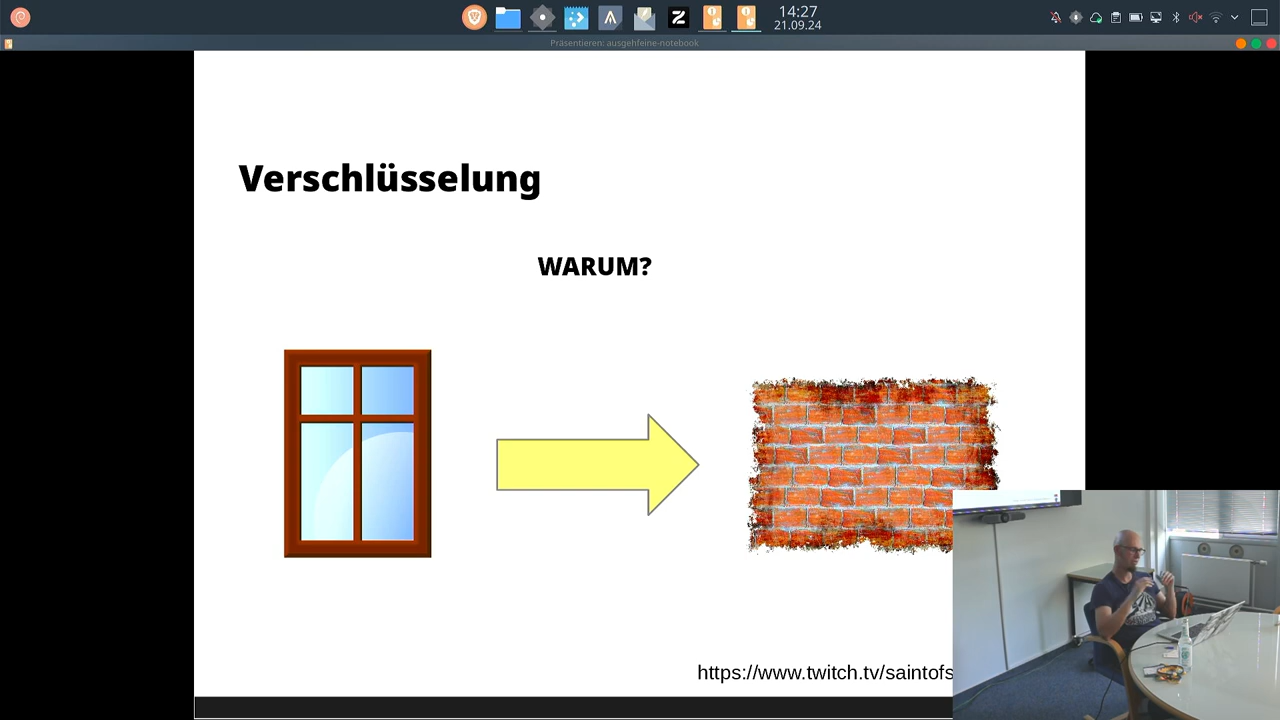 14:27
21.09.24
Präsentieren: ausgehfeine-notebook
Verschlüsselung
WARUM?
https://www.twitch.tv/saintofs